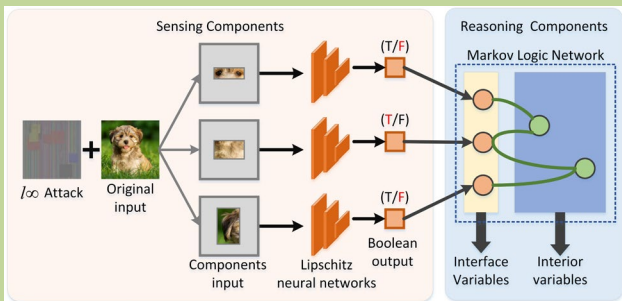 Sensing Components
Reasoning Components
Markov Logic Network
(T/F)
(T/F)
(T/F)
l∞ Attack
+
Original
input
Components
input
Lipschitz
neural networks
Boolean
output
Interface
Variables
Interior
variables